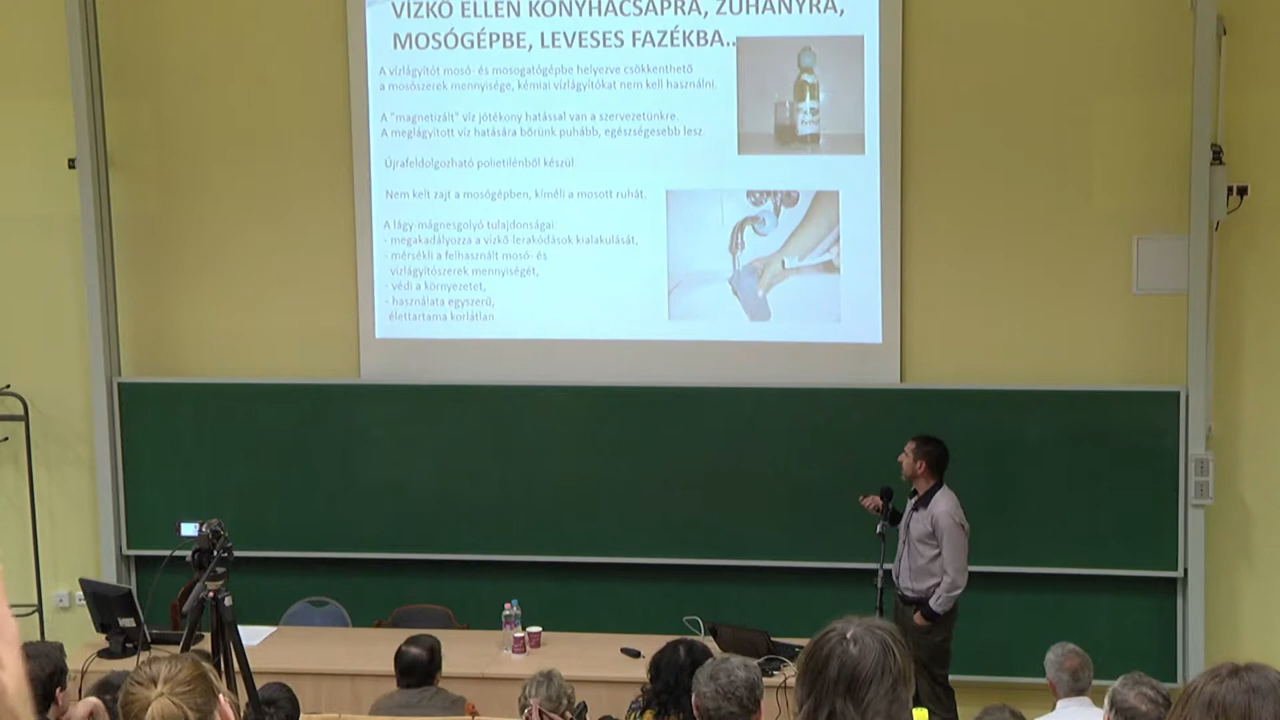 VÍZKŐ ELLEN KONYHACSAPRA, ZUHANYRA,
MOSÓGÉPBE, LEVESES FAZÉKBA..
A vízlágyítót mosó- és mosogatógépbe helyezve csökkenthető
a mosószerek mennyisége, kémiai vízlágyítókat nem kell használni.
A "magnetizált" víz jótékony hatással van a szervezetünkre.
A meglágyított víz hatására bőrünk puhább, egészségesebb lesz.
Újrafeldolgozható polietilénből készül
Nem kelt zajt a mosógépben, kíméli a mosott ruhát.
A lágy-mágnesgolyó tulajdonságai:
- megakadályozza a vízkő-lerakódások kialakulását,
- mérsékli a felhasznált mosó- és
vízlágyítószerek mennyiségét,
- védi a környezetet,
- használata egyszerű,
élettartama korlátlan